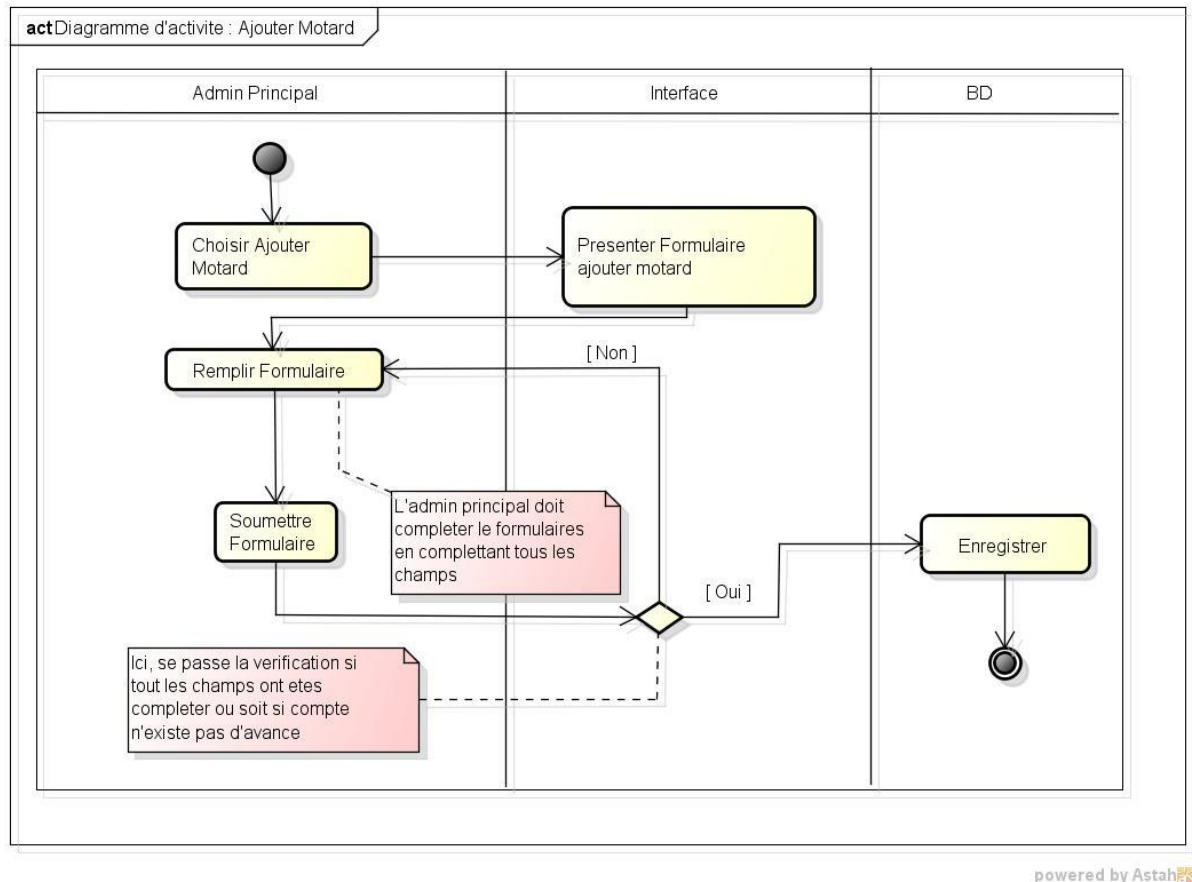 act Diagramme d'activite : Ajouter Motard
Admin Principal
Interface
BD
Choisir Ajouter
Motard
Presenter Formulaire
ajouter motard
[ Non ]
Remplir Formulaire
L'admin principal doit
completer le formulaires
en complettant tous les
champs
Soumettre
Formulaire
Enregistrer
[ Oui ]
Ici, se passe la verification si
tout les champs ont etes
completer ou soit si compte
n'existe pas d'avance
powered by Astah